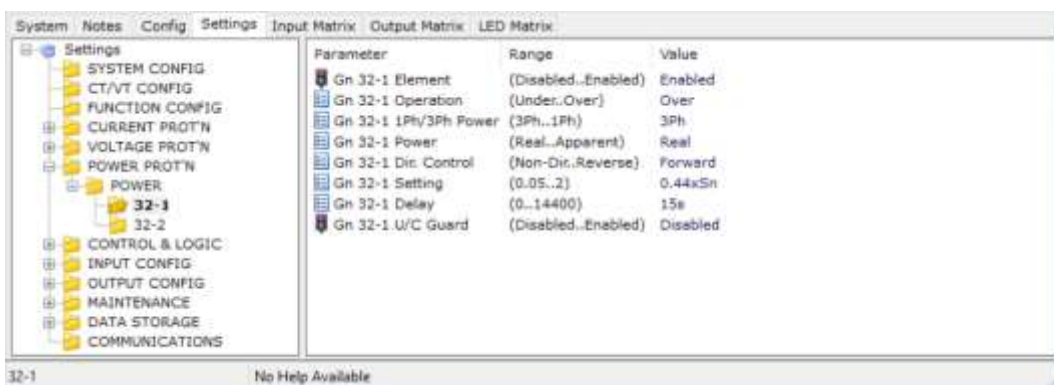 System Notes Config Settings Input Matrix Output Matrix LED Matrix
Settings
SYSTEM CONFIG
CT/VT CONFIG
FUNCTION CONFIG
CURRENT PROT'N
VOLTAGE PROT'N
POWER PROT'N
POWER
32-1
32-2
CONTROL & LOGIC
INPUT CONFIG
OUTPUT CONFIG
MAINTENANCE
DATA STORAGE
COMMUNICATIONS
Parameter Range Value
Gn 32-1 Element (Disabled..Enabled) Enabled
Gn 32-1 Operation (Under..Over) Over
Gn 32-1 1Ph/3Ph Power (3Ph..1Ph) 3Ph
Gn 32-1 Power (Real..Apparent) Real
Gn 32-1 Dir. Control (Non-Dir..Reverse) Forward
Gn 32-1 Setting (0.05..2) 0.44xSn
Gn 32-1 Delay (0..14400) 15s
Gn 32-1 U/C Guard (Disabled..Enabled) Disabled
32-1 No Help Available